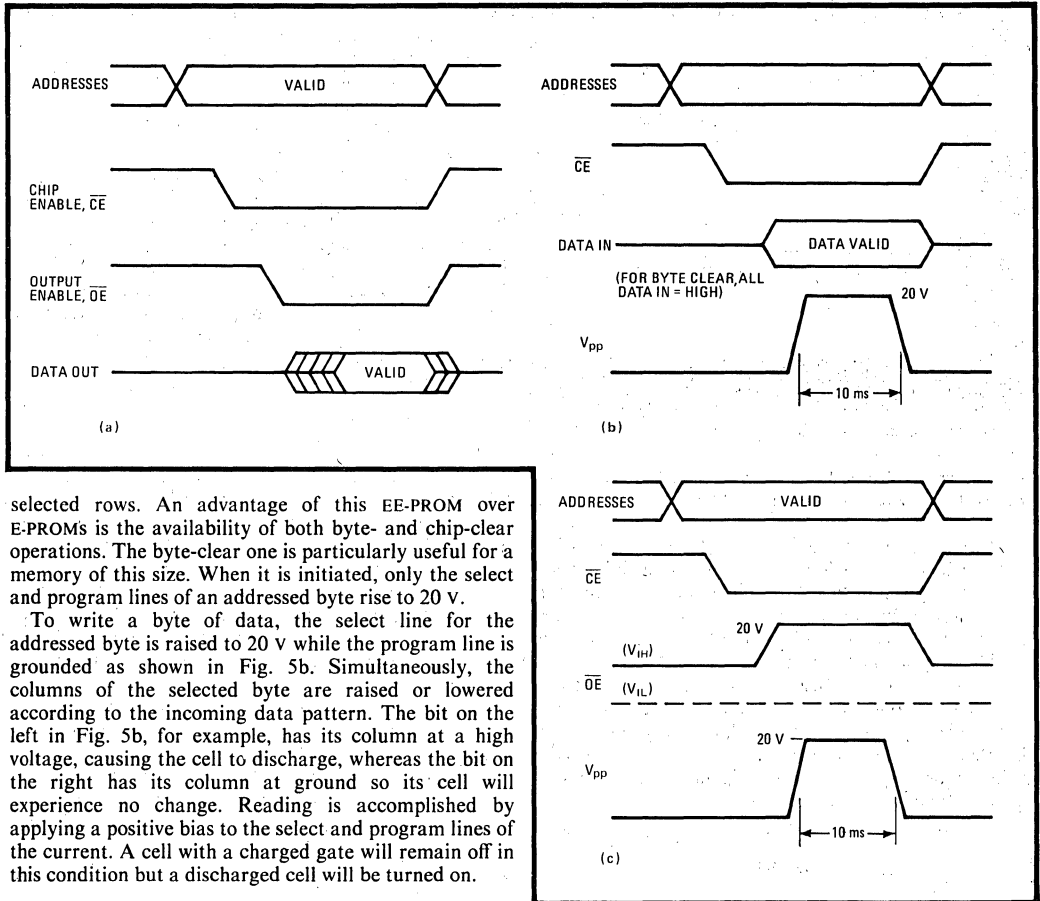 ADDRESSES
VALID
CHIP
ENABLE, CE
OUTPUT
ENABLE, OE
DATA OUT
VALID
(a)
ADDRESSES
CE
DATA IN
DATA VALID
(FOR BYTE CLEAR, ALL
DATA IN = HIGH)
20 V
Vpp
10 ms
(b)
selected rows. An advantage of this EE-PROM over
E-PROMs is the availability of both byte- and chip-clear
operations. The byte-clear one is particularly useful for a
memory of this size. When it is initiated, only the select
and program lines of an addressed byte rise to 20 V.
To write a byte of data, the select line for the
addressed byte is raised to 20 V while the program line is
grounded as shown in Fig. 5b. Simultaneously, the
columns of the selected byte are raised or lowered
according to the incoming data pattern. The bit on the
left in Fig. 5b, for example, has its column at a high
voltage, causing the cell to discharge, whereas the bit on
the right has its column at ground so its cell will
experience no change. Reading is accomplished by
applying a positive bias to the select and program lines of
the current. A cell with a charged gate will remain off in
this condition but a discharged cell will be turned on.
ADDRESSES
VALID
CE
20 V
(VIH)
OE
(VIL)
20 V
Vpp
10 ms
(c)